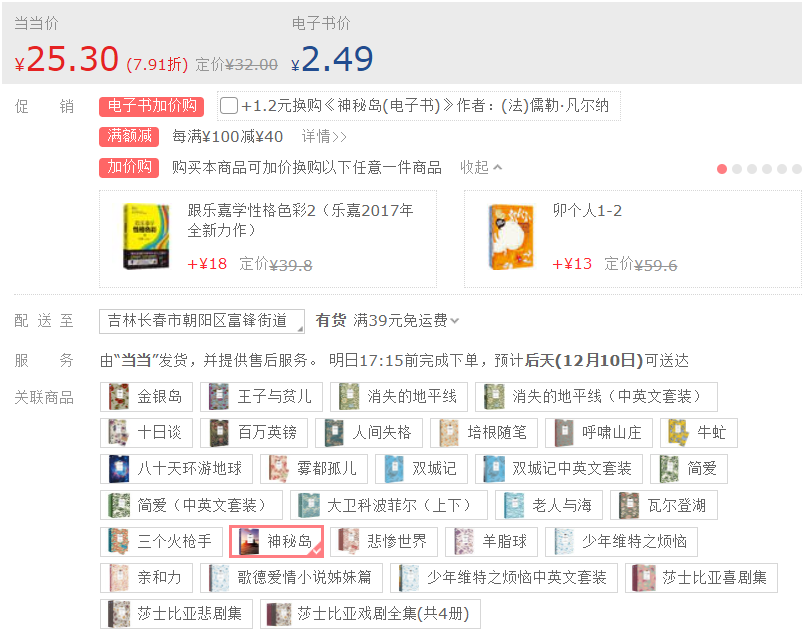 当当价 电子书价
¥25.30 (7.91折) 定价¥32.00 ¥2.49
促 销 电子书加价购 +1.2元换购《神秘岛(电子书)》作者：(法)儒勒·凡尔纳
满额减 每满¥100减¥40 详情>>
加价购 购买本商品可加价换购以下任意一件商品 收起
跟乐嘉学性格色彩2（乐嘉2017年
全新力作）
+¥18 定价¥39.8
卵个人1-2
+¥13 定价¥59.6
配 送 至 吉林长春市朝阳区富锋街道 有货 满39元免运费
服 务 由“当当”发货，并提供售后服务。 明日17:15前完成下单，预计后天(12月10日)可送达
关联商品 金银岛 王子与贫儿 消失的地平线 消失的地平线（中英文套装）
十日谈 百万英镑 人间失格 培根随笔 呼啸山庄 牛虻
八十天环游地球 雾都孤儿 双城记 双城记中英文套装 简爱
简爱（中英文套装） 大卫科波菲尔（上下） 老人与海 瓦尔登湖
三个火枪手 神秘岛 悲惨世界 羊脂球 少年维特之烦恼
亲和力 歌德爱情小说姊妹篇 少年维特之烦恼中英文套装 莎士比亚喜剧集
莎士比亚悲剧集 莎士比亚戏剧全集(共4册)